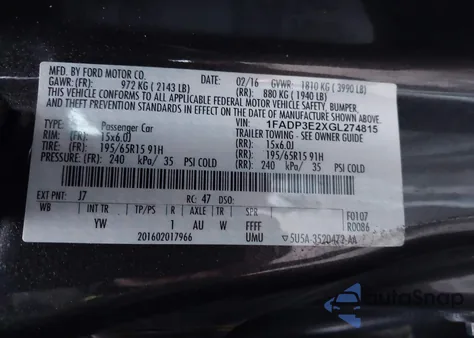 MFD. BY FORD MOTOR CO.
DATE: 02/16 GVWR: 1810 KG (3990 LB)
GAWR: (FR): 972 KG (2143 LB) (RR): 880 KG (1940 LB)
THIS VEHICLE CONFORMS TO ALL APPLICABLE FEDERAL MOTOR VEHICLE SAFETY, BUMPER,
AND THEFT PREVENTION STANDARDS IN EFFECT ON THE DATE OF MANUFACTURE SHOWN ABOVE.
TYPE: Passenger Car VIN: 1FADP3E2XGL274815
TRAILER TOWING - SEE OWNER GUIDE
RIM: (FR) 15x6.0J (RR) 15x6.0J
TIRE: (FR) 195/65R15 91H (RR) 195/65R15 91H
PRESSURE: (FR) 240 kPa/ 35 PSI (RR) 240 kPa/ 35 PSI
EXT PNT: J7 RC: 47 DSO:
WB INT TR TP/PS R AXLE TR SPR F0107
YW 1 AU W FFFF R0086
201602017966 UMU 5U5A-3520472-AA
autoSnap